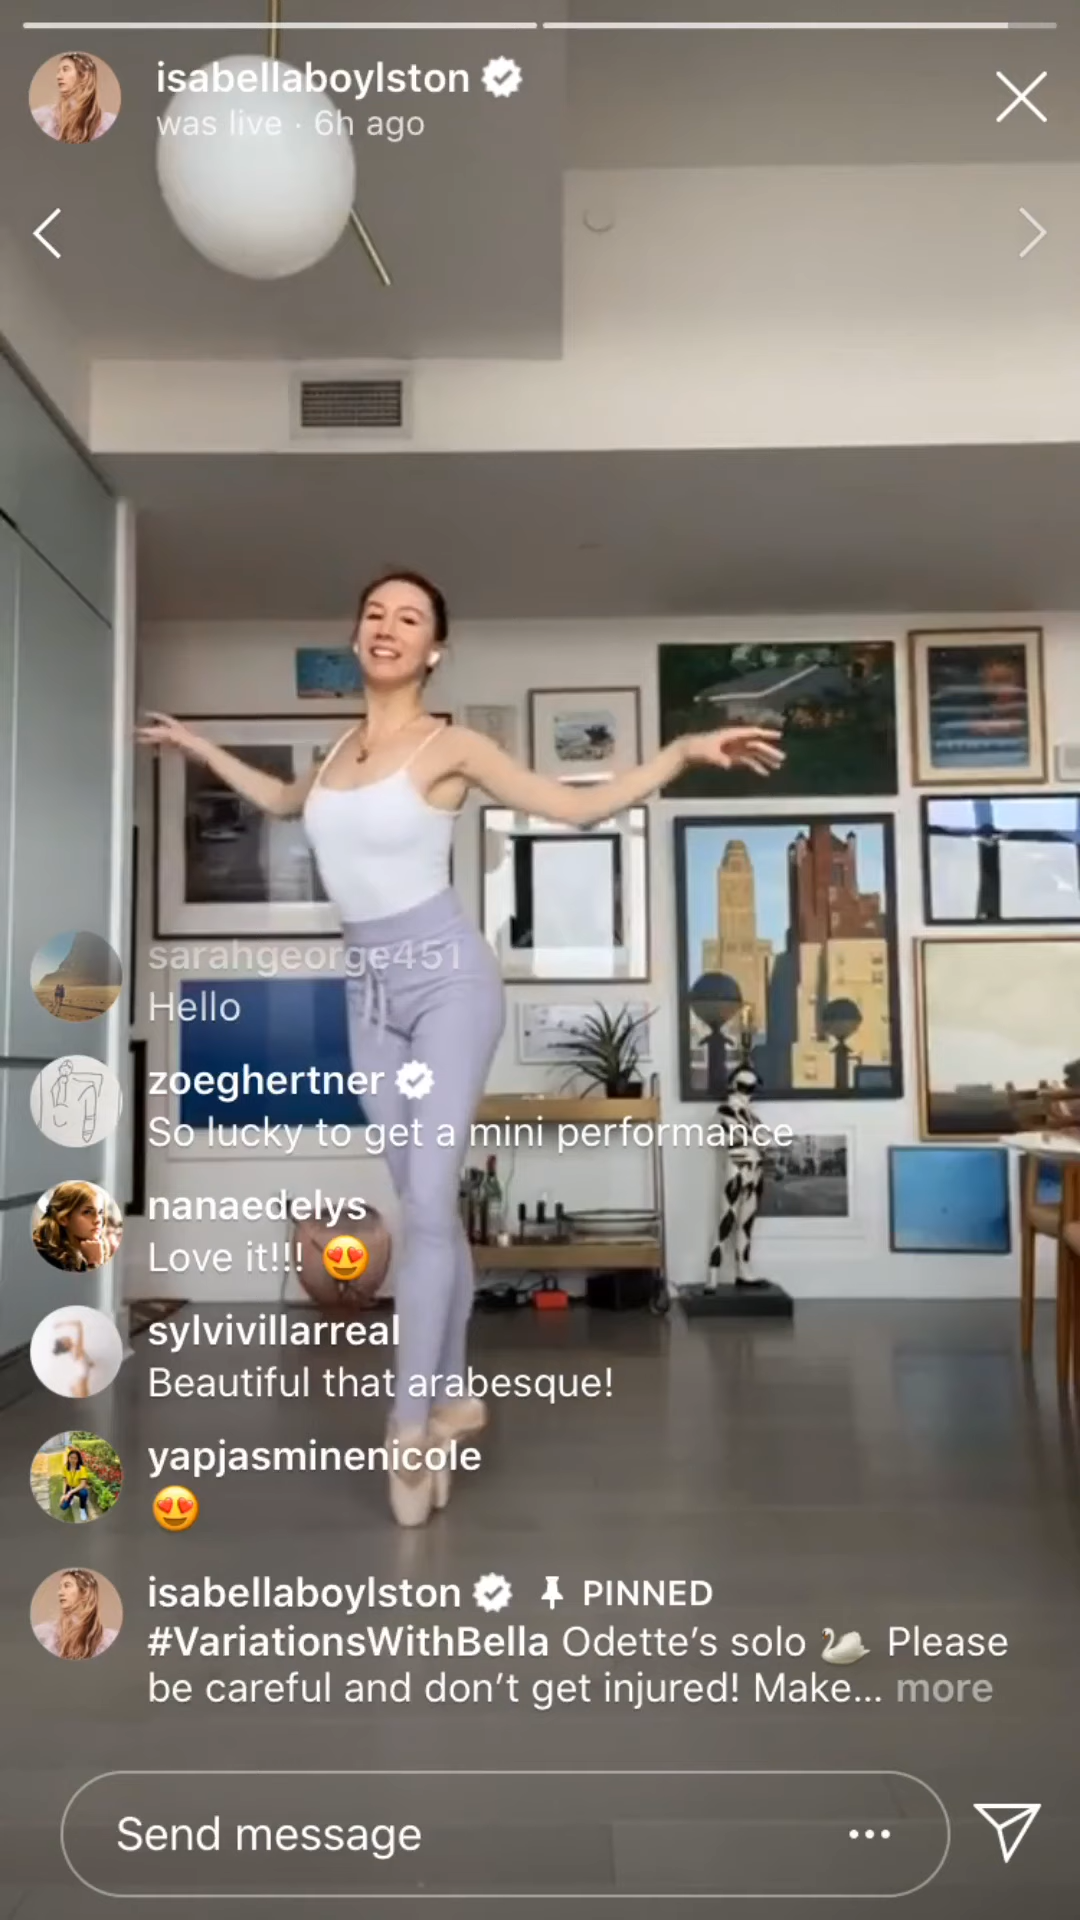 isabellaboylston
was live · 6h ago
sarahgeorge451
Hello
zoeghertner
So lucky to get a mini performance
nanaedelys
Love it!!! 😍
sylvivillarreal
Beautiful that arabesque!
yapjasminenicole
😍
isabellaboylston PINNED
#VariationsWithBella Odette’s solo 🦢 Please
be careful and don’t get injured! Make... more
Send message